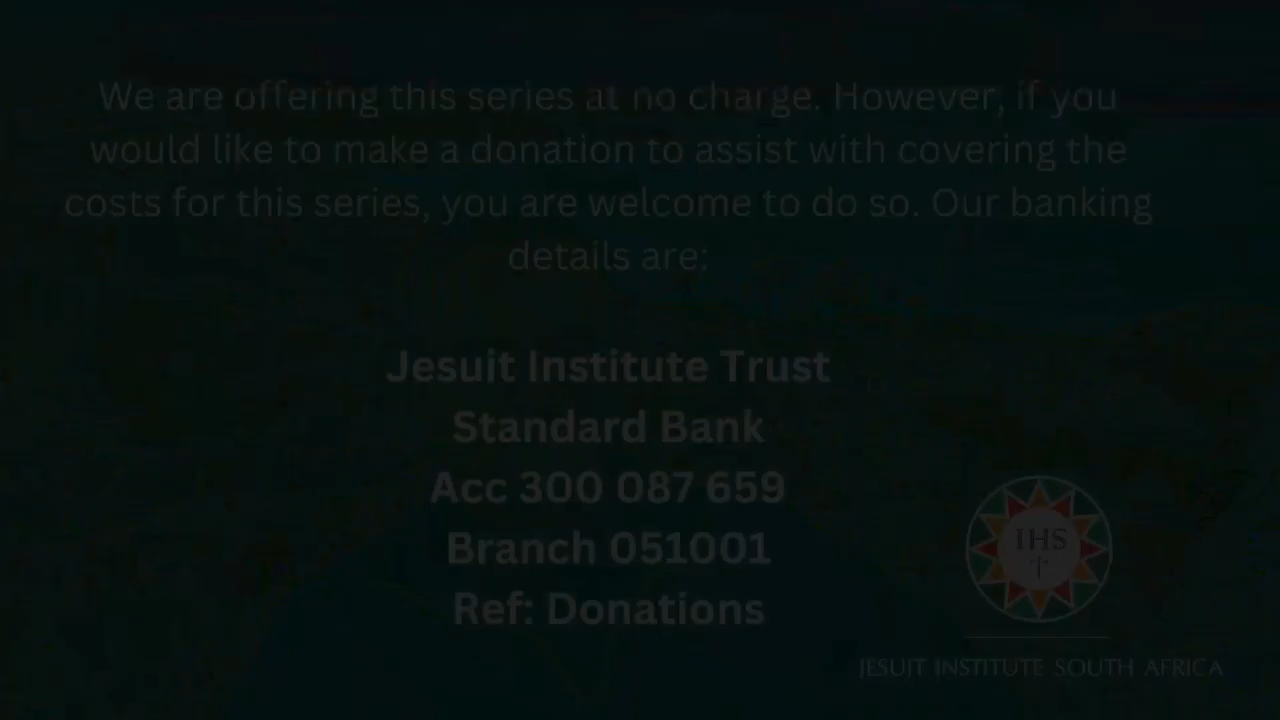 We are offering this series at no charge. However, if you
would like to make a donation to assist with covering the
costs for this series, you are welcome to do so. Our banking
details are:
Jesuit Institute Trust
Standard Bank
Acc 300 087 659
Branch 051001
Ref: Donations
IHS
JESUIT INSTITUTE SOUTH AFRICA